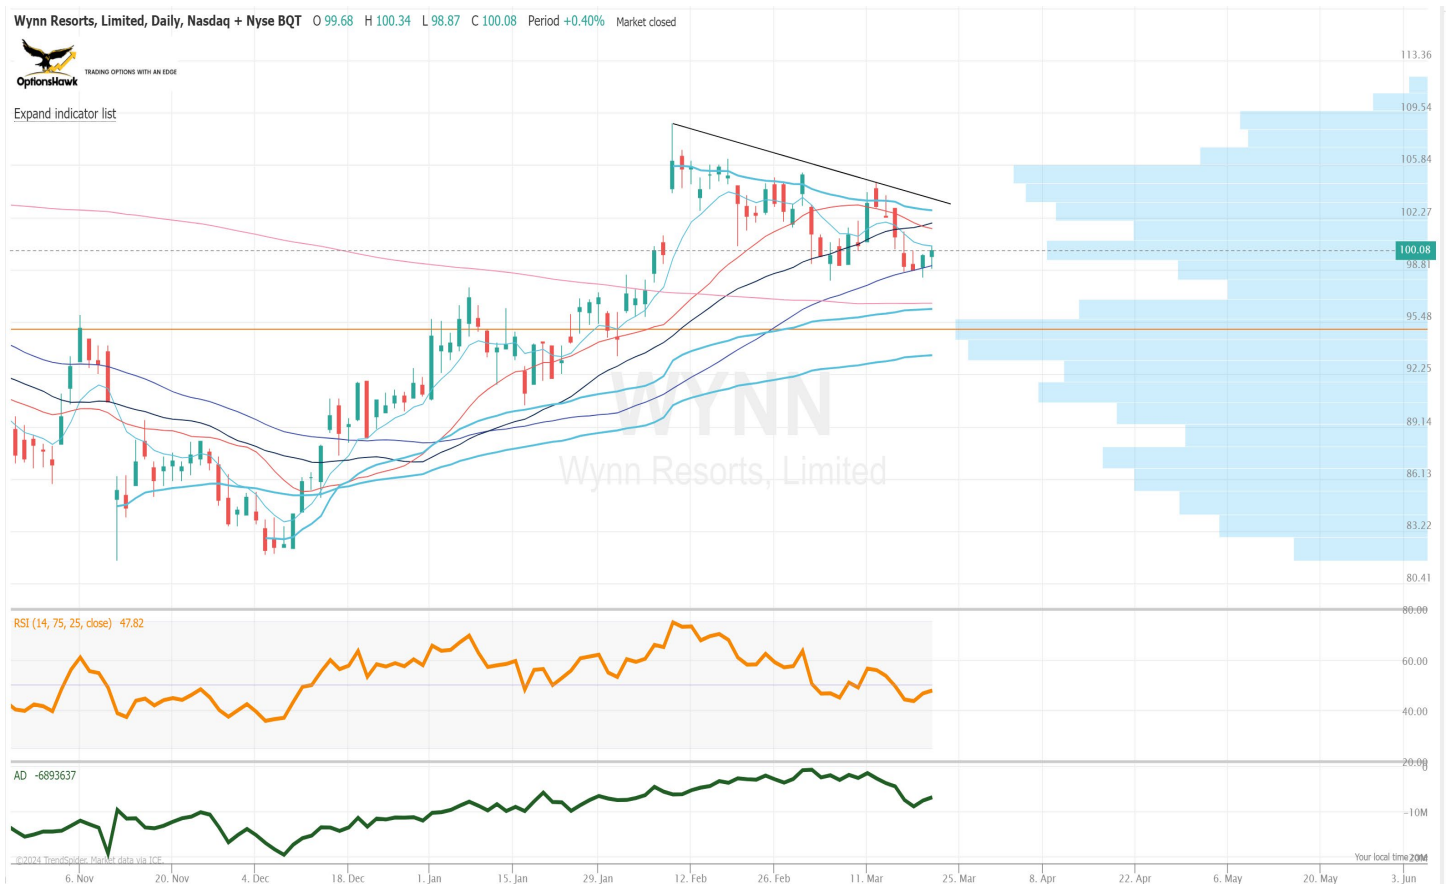 Wynn Resorts, Limited, Daily, Nasdaq + Nyse BQT O 99.68 H 100.34 L 98.87 C 100.08 Period +0.40% Market closed
OptionsHawk
TRADING OPTIONS WITH AN EDGE
Expand indicator list
113.36
109.54
105.84
102.27
100.08
98.81
95.48
92.25
89.14
86.13
83.22
80.41
WYNN
Wynn Resorts, Limited
RSI (14, 75, 25, close) 47.82
80.00
60.00
40.00
20.00
AD -6893637
0
-10M
-20M
©2024 TrendSpider. Market data via ICE.
Your local time zone
6. Nov 20. Nov 4. Dec 18. Dec 1. Jan 15. Jan 29. Jan 12. Feb 26. Feb 11. Mar 25. Mar 8. Apr 22. Apr 6. May 20. May 3. Jun